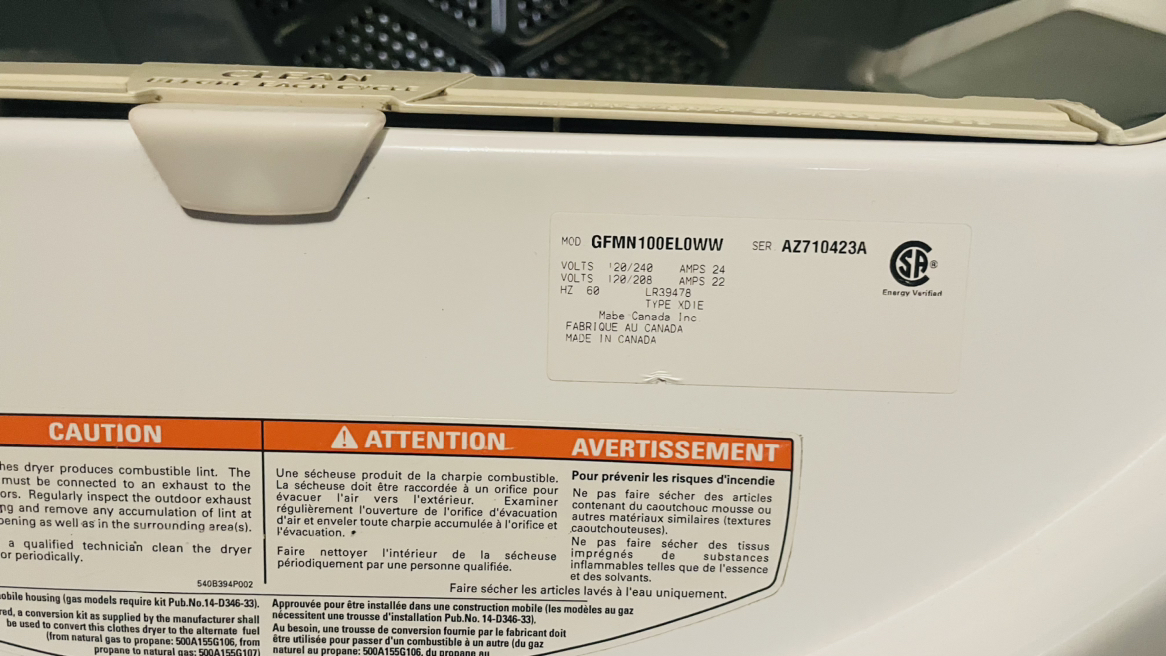 CLEAN
BEFORE EACH CYCLE
MOD GFMN100EL0WW SER AZ710423A
VOLTS 120/240 AMPS 24
VOLTS 120/208 AMPS 22
HZ 60 LR39478
TYPE XDIE
Mabe Canada Inc
FABRIQUE AU CANADA
MADE IN CANADA
SA®
Energy Verified
CAUTION
hes dryer produces combustible lint. The
must be connected to an exhaust to the
ors. Regularly inspect the outdoor exhaust
ng and remove any accumulation of lint at
pening as well as in the surrounding area(s).
a qualified technician clean the dryer
or periodically.
540B394P002
ATTENTION
Une sécheuse produit de la charpie combustible.
La sécheuse doit être raccordée à un orifice pour
évacuer l'air vers l'extérieur. Examiner
régulièrement l'ouverture de l'orifice d'évacuation
d'air et enveler toute charpie accumulée à l'orifice et
l'évacuation.
Faire nettoyer l'intérieur de la sécheuse
périodiquement par une personne qualifiée.
AVERTISSEMENT
Pour prévenir les risques d'incendie
Ne pas faire sécher des articles
contenant du caoutchouc mousse ou
autres matériaux similaires (textures
caoutchouteuses).
Ne pas faire sécher des tissus
imprégnés de substances
inflammables telles que de l'essence
et des solvants.
Faire sécher les articles lavés à l'eau uniquement.
obile housing (gas models require kit Pub.No.14-D346-33).
red, a conversion kit as supplied by the manufacturer shall
be used to convert this clothes dryer to the alternate fuel
(from natural gas to propane: 500A155G106, from
propane to natural gas: 500A155G107)
Approuvée pour être installée dans une construction mobile (les modèles au gaz
nécessitent une trousse d'installation Pub.No. 14-D346-33).
Au besoin, une trousse de conversion fournie par le fabricant doit
être utilisée pour passer d'un combustible à un autre (du gaz
naturel au propane: 500A155G106, du propane au